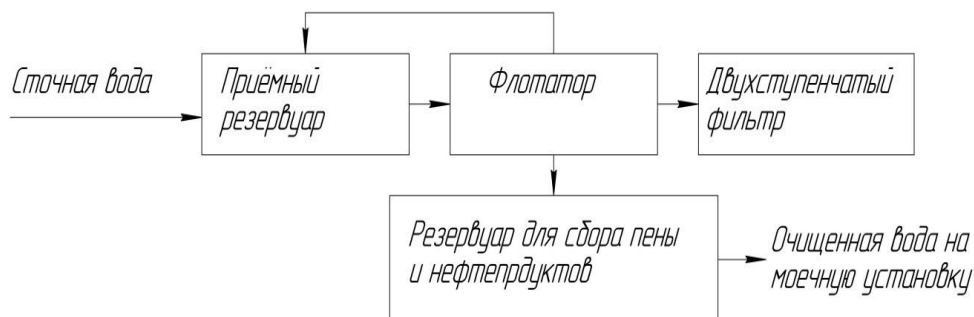 Сточная вода
Приёмный
резервуар
Флотатор
Двухступенчатый
фильтр
Резервуар для сбора пены
и нефтепрдуктов
Очищенная вода на
моечную установку